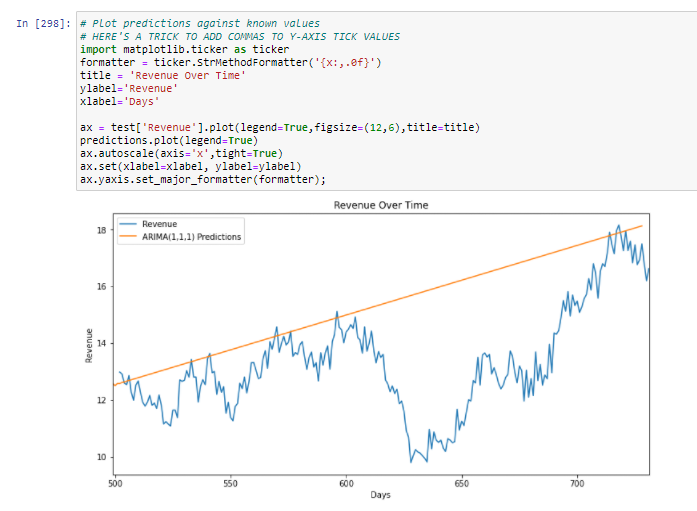 In [298]: # Plot predictions against known values
# HERE'S A TRICK TO ADD COMMAS TO Y-AXIS TICK VALUES
import matplotlib.ticker as ticker
formatter = ticker.StrMethodFormatter('{x:,.0f}')
title = 'Revenue Over Time'
ylabel='Revenue'
xlabel='Days'
ax = test['Revenue'].plot(legend=True,figsize=(12,6),title=title)
predictions.plot(legend=True)
ax.autoscale(axis='x',tight=True)
ax.set(xlabel=xlabel, ylabel=ylabel)
ax.yaxis.set_major_formatter(formatter);
Revenue Over Time
Revenue
ARIMA(1,1,1) Predictions
18
16
14
12
10
Revenue
500 550 600 650 700
Days